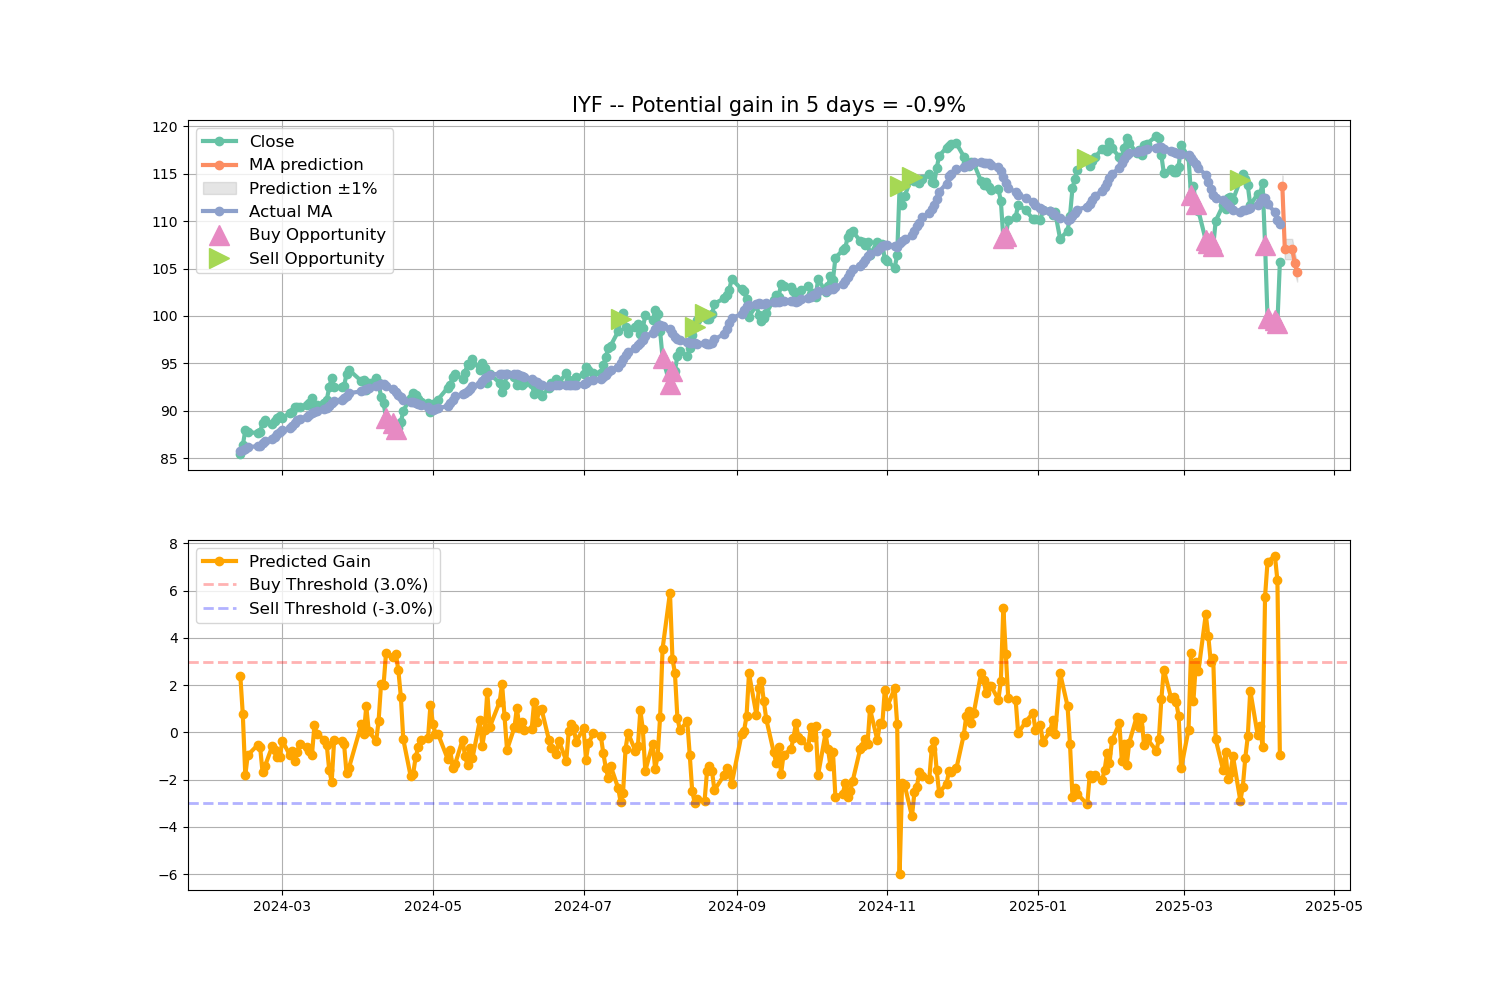 IYF -- Potential gain in 5 days = -0.9%
120
115
110
105
100
95
90
85
Close
MA prediction
Prediction ±1%
Actual MA
Buy Opportunity
Sell Opportunity
8
6
4
2
0
−2
−4
−6
Predicted Gain
Buy Threshold (3.0%)
Sell Threshold (-3.0%)
2024-03
2024-05
2024-07
2024-09
2024-11
2025-01
2025-03
2025-05